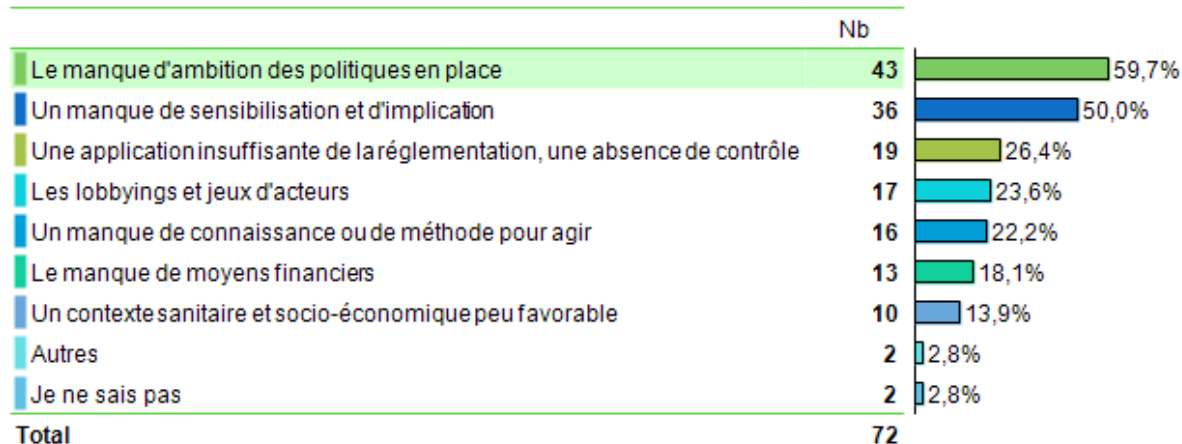 Nb
Le manque d'ambition des politiques en place 43 59,7%
Un manque de sensibilisation et d'implication 36 50,0%
Une application insuffisante de la réglementation, une absence de contrôle 19 26,4%
Les lobbyings et jeux d'acteurs 17 23,6%
Un manque de connaissance ou de méthode pour agir 16 22,2%
Le manque de moyens financiers 13 18,1%
Un contexte sanitaire et socio-économique peu favorable 10 13,9%
Autres 2 2,8%
Je ne sais pas 2 2,8%
Total 72